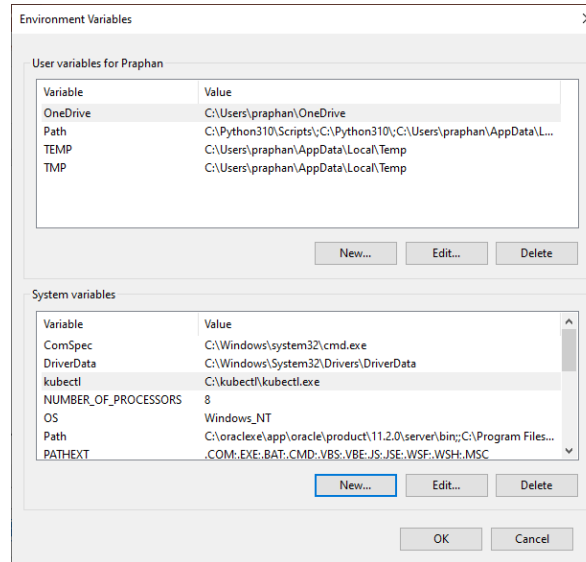 Environment Variables
User variables for Praphan
Variable Value
OneDrive C:\Users\praphan\OneDrive
Path C:\Python310\Scripts\;C:\Python310\;C:\Users\praphan\AppData\L...
TEMP C:\Users\praphan\AppData\Local\Temp
TMP C:\Users\praphan\AppData\Local\Temp
New... Edit... Delete
System variables
Variable Value
ComSpec C:\Windows\system32\cmd.exe
DriverData C:\Windows\System32\Drivers\DriverData
kubectl C:\kubectl\kubectl.exe
NUMBER_OF_PROCESSORS 8
OS Windows_NT
Path C:\oraclexe\app\oracle\product\11.2.0\server\bin;;C:\Program Files...
PATHEXT .COM;.EXE;.BAT;.CMD;.VBS;.VBE;.JS;.JSE;.WSF;.WSH;.MSC
New... Edit... Delete
OK Cancel